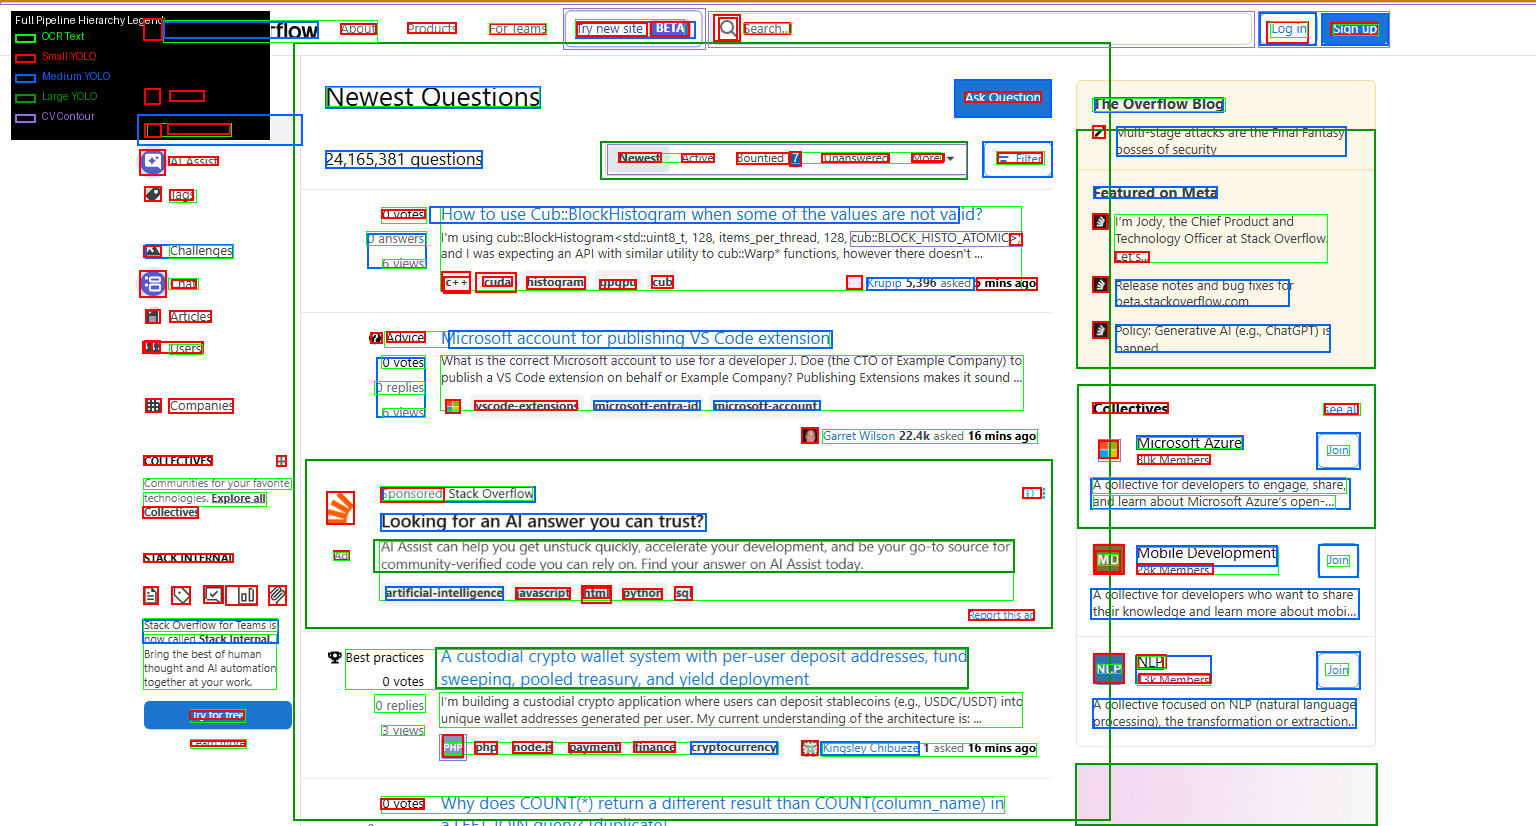 Full Pipeline Hierarchy Legend
OCR Text
Small YOLO
Medium YOLO
Large YOLO
CV Contour
rflow
About
Products
For Teams
Try new site BETA
Search...
Log in
Sign up
AI Assist
Tags
Challenges
Chat
Articles
Users
Companies
COLLECTIVES
Communities for your favorite
technologies. Explore all
Collectives
STACK INTERNAL
Stack Overflow for Teams is
now called Stack Internal.
Bring the best of human
thought and AI automation
together at your work.
Try for free
Learn more
Newest Questions
Ask Question
24,165,381 questions
Newest
Active
Bountied 7
Unanswered
More
Filter
0 votes
0 answers
6 views
How to use Cub::BlockHistogram when some of the values are not valid?
I'm using cub::BlockHistogram<std::uint8_t, 128, items_per_thread, 128, cub::BLOCK_HISTO_ATOMIC>;
and I was expecting an API with similar utility to cub::Warp* functions, however there doesn't ...
c++ cuda histogram gpgpu cub
Krupip 5,396 asked 5 mins ago
Advice
0 votes
0 replies
6 views
Microsoft account for publishing VS Code extension
What is the correct Microsoft account to use for a developer J. Doe (the CTO of Example Company) to
publish a VS Code extension on behalf or Example Company? Publishing Extensions makes it sound ...
vscode-extensions microsoft-entra-id microsoft-account
Garret Wilson 22.4k asked 16 mins ago
Sponsored Stack Overflow
Looking for an AI answer you can trust?
Ad
AI Assist can help you get unstuck quickly, accelerate your development, and be your go-to source for
community-verified code you can rely on. Find your answer on AI Assist today.
artificial-intelligence javascript html python sql
Report this ad
Best practices
0 votes
0 replies
3 views
A custodial crypto wallet system with per-user deposit addresses, fund
sweeping, pooled treasury, and yield deployment
I'm building a custodial crypto application where users can deposit stablecoins (e.g., USDC/USDT) into
unique wallet addresses generated per user. My current understanding of the architecture is: ...
PHP php node.js payment finance cryptocurrency
Kingsley Chibueze 1 asked 16 mins ago
0 votes
Why does COUNT(*) return a different result than COUNT(column_name) in
a LEFT JOIN query? [duplicate]
The Overflow Blog
Multi-stage attacks are the Final Fantasy
bosses of security
Featured on Meta
I'm Jody, the Chief Product and
Technology Officer at Stack Overflow.
Let's...
Release notes and bug fixes for
beta.stackoverflow.com
Policy: Generative AI (e.g., ChatGPT) is
banned
Collectives
see all
Microsoft Azure
80k Members
Join
A collective for developers to engage, share,
and learn about Microsoft Azure's open-...
MD
Mobile Development
28k Members
Join
A collective for developers who want to share
their knowledge and learn more about mobi...
NLP
NLP
Join
A collective focused on NLP (natural language
processing), the transformation or extraction...